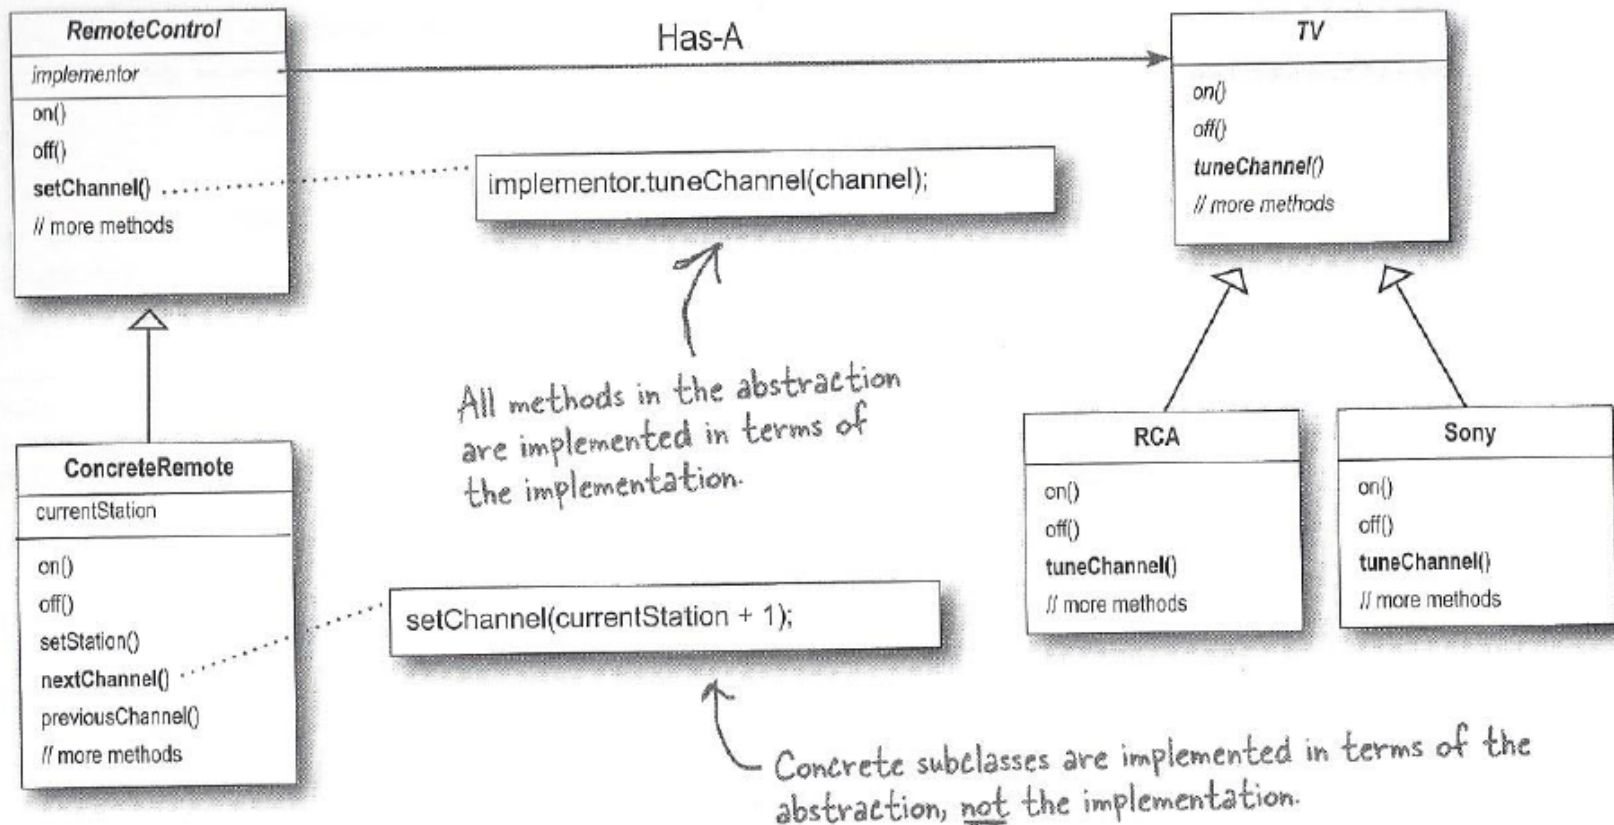 RemoteControl
implementor
on()
off()
setChannel()
// more methods
Has-A
TV
on()
off()
tuneChannel()
// more methods
implementor.tuneChannel(channel);
All methods in the abstraction
are implemented in terms of
the implementation.
ConcreteRemote
currentStation
on()
off()
setStation()
nextChannel()
previousChannel()
// more methods
setChannel(currentStation + 1);
RCA
on()
off()
tuneChannel()
// more methods
Sony
on()
off()
tuneChannel()
// more methods
Concrete subclasses are implemented in terms of the
abstraction, not the implementation.